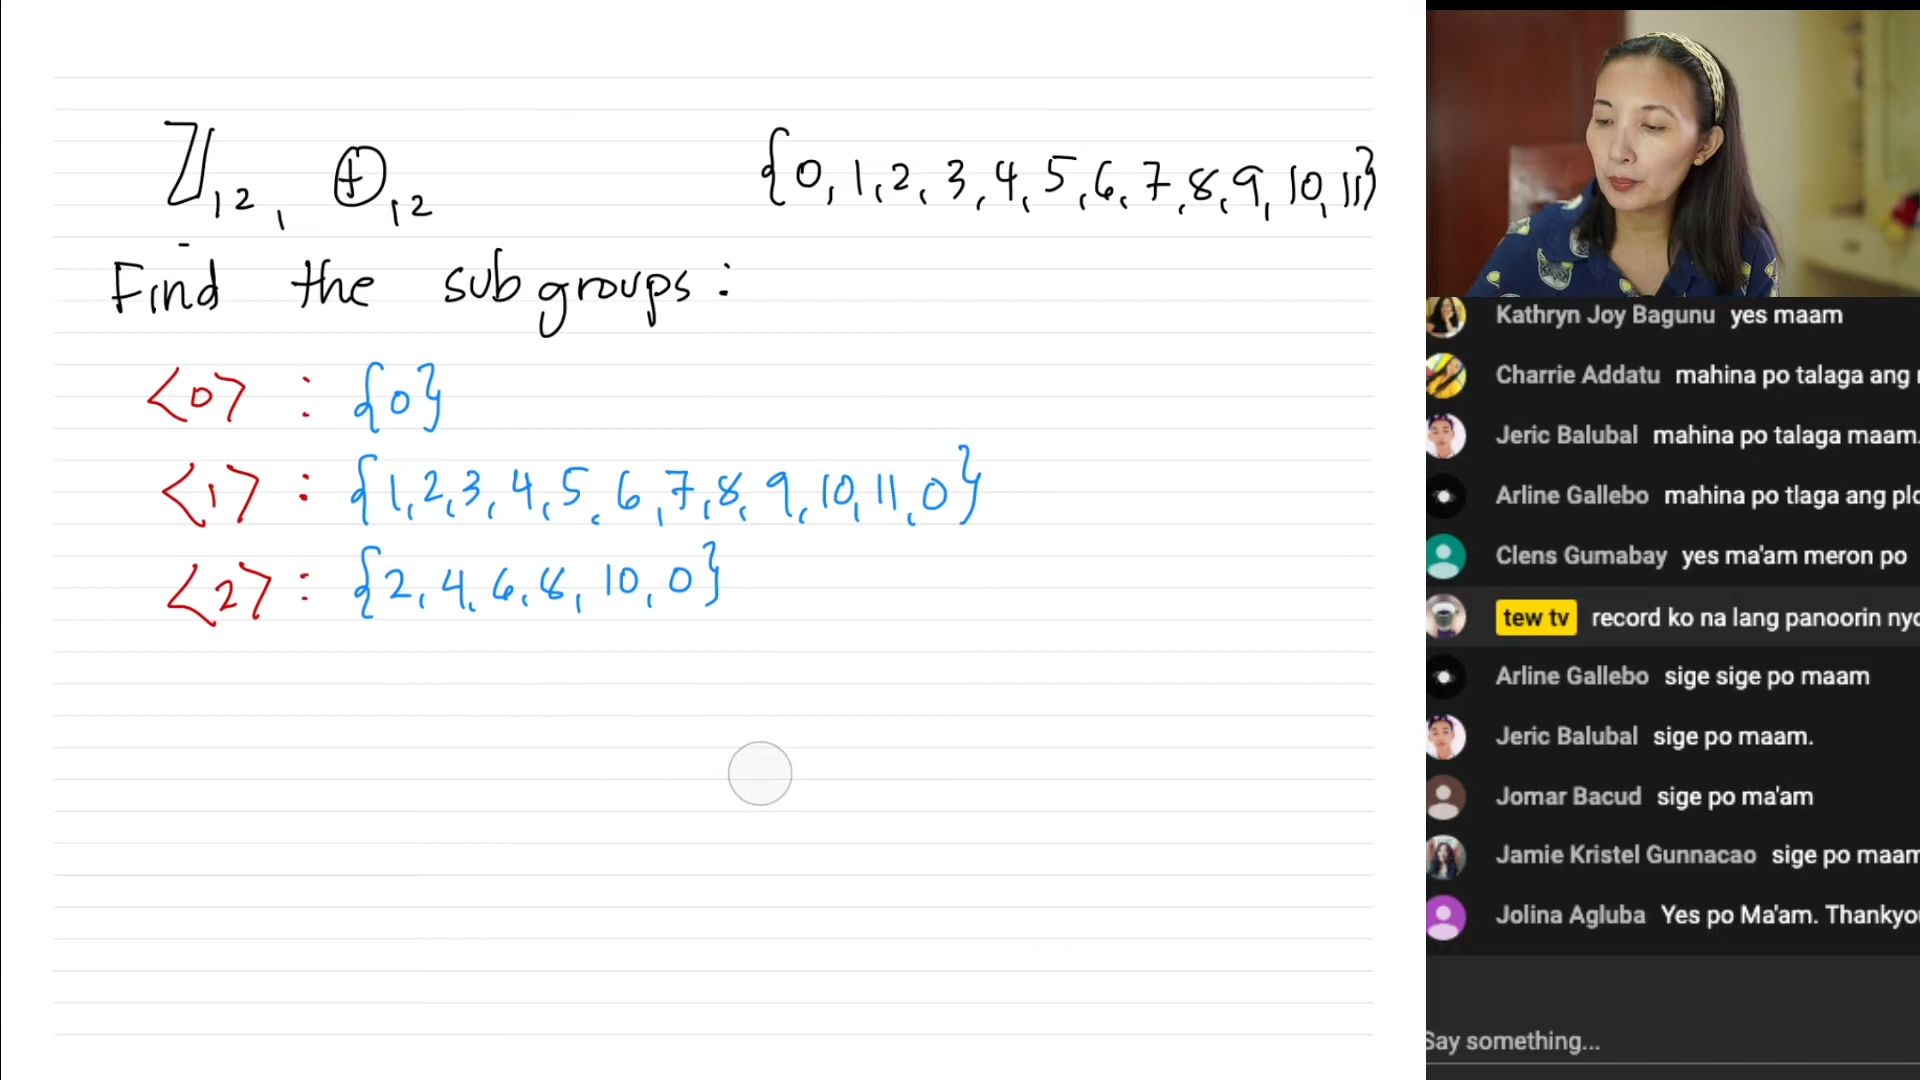 ℤ₁₂, ⊕₁₂
{0, 1, 2, 3, 4, 5, 6, 7, 8, 9, 10, 11}
Find the subgroups:
<0> : {0}
<1> : {1, 2, 3, 4, 5, 6, 7, 8, 9, 10, 11, 0}
<2> : {2, 4, 6, 8, 10, 0}
Kathryn Joy Bagunu yes maam
Charrie Addatu mahina po talaga ang
Jeric Balubal mahina po talaga maam.
Arline Gallebo mahina po tlaga ang
Clens Gumabay yes ma'am meron po
tew tv record ko na lang panoorin
Arline Gallebo sige sige po maam
Jeric Balubal sige po maam.
Jomar Bacud sige po ma'am
Jamie Kristel Gunnacao sige po maam
Jolina Agluba Yes po Ma'am.
Say something...